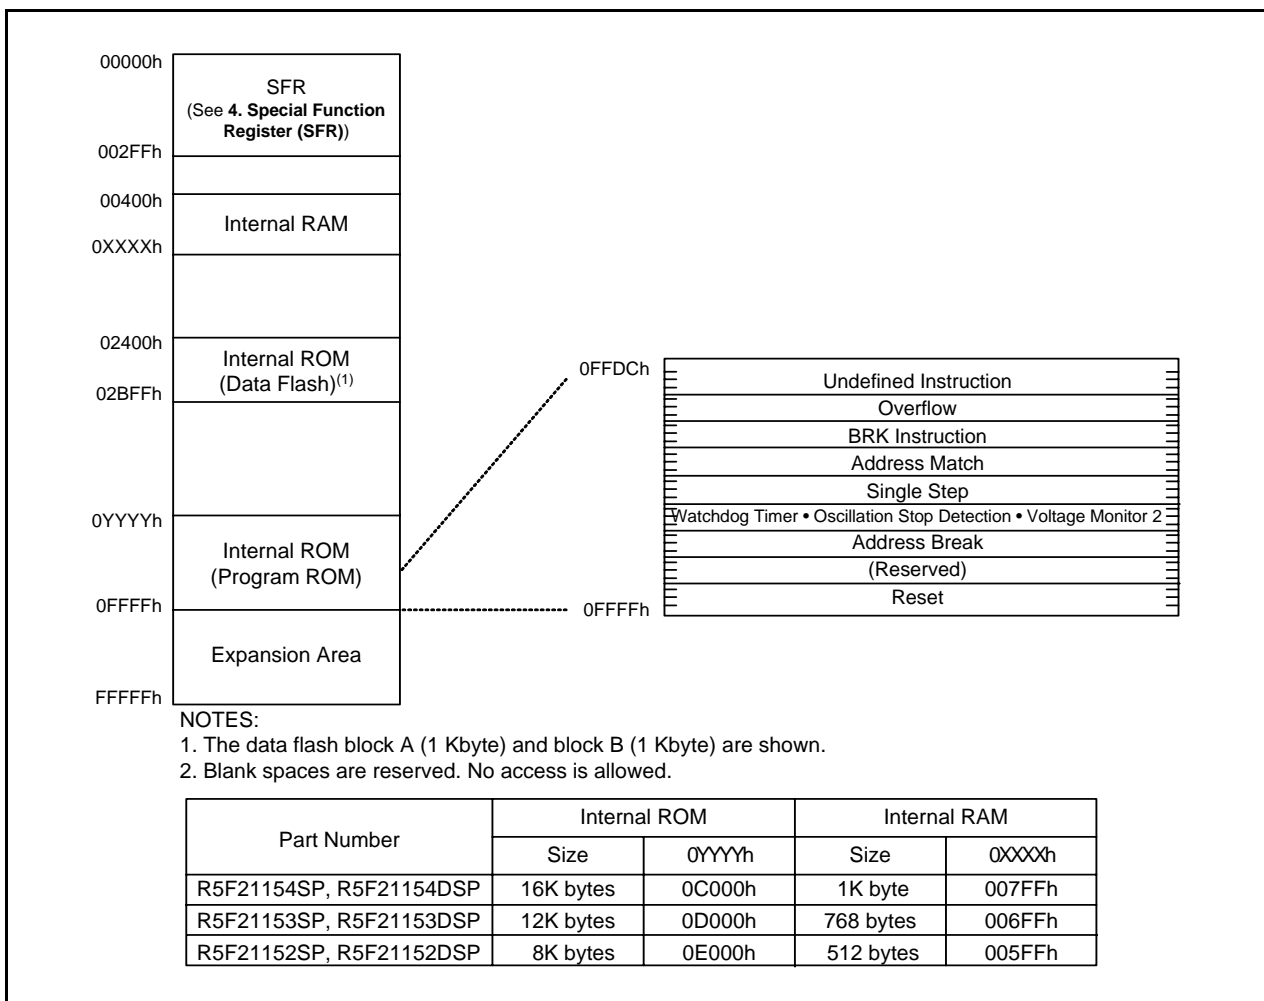 00000h
SFR
(See 4. Special Function
Register (SFR))
002FFh
00400h
Internal RAM
0XXXXh
02400h
Internal ROM
(Data Flash)(1)
02BFFh
0YYYYh
Internal ROM
(Program ROM)
0FFFFh
Expansion Area
FFFFFh
0FFDCh
Undefined Instruction
Overflow
BRK Instruction
Address Match
Single Step
Watchdog Timer • Oscillation Stop Detection • Voltage Monitor 2
Address Break
(Reserved)
Reset
0FFFFh
NOTES:
1. The data flash block A (1 Kbyte) and block B (1 Kbyte) are shown.
2. Blank spaces are reserved. No access is allowed.
Part Number Internal ROM Internal RAM
Size 0YYYYh Size 0XXXXh
R5F21154SP, R5F21154DSP 16K bytes 0C000h 1K byte 007FFh
R5F21153SP, R5F21153DSP 12K bytes 0D000h 768 bytes 006FFh
R5F21152SP, R5F21152DSP 8K bytes 0E000h 512 bytes 005FFh